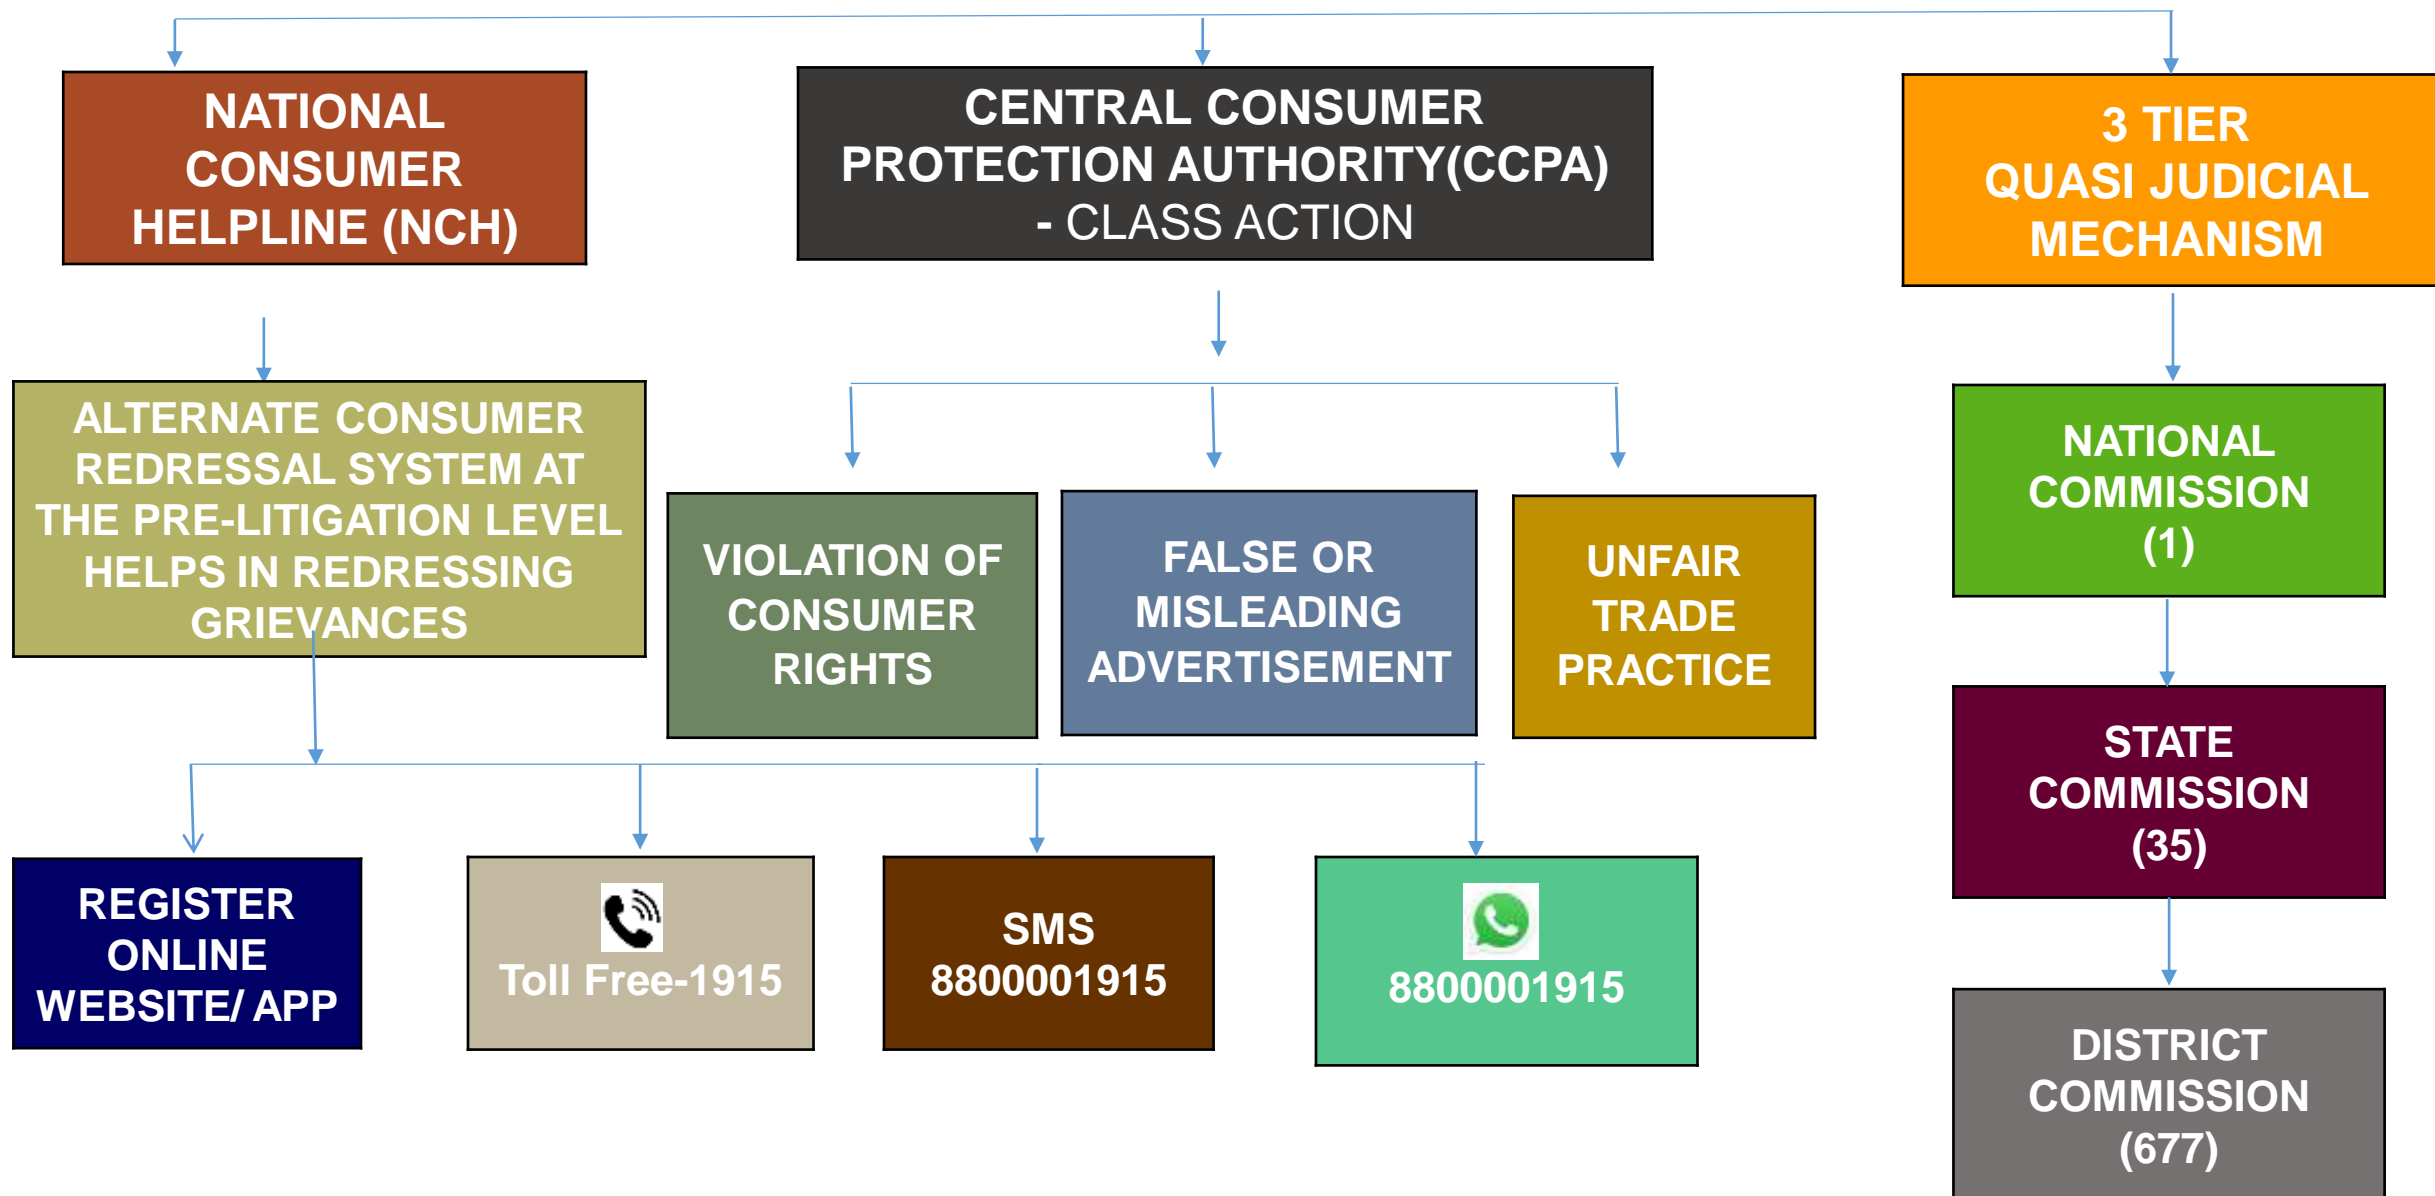 NATIONAL
CONSUMER
HELPLINE (NCH)
CENTRAL CONSUMER
PROTECTION AUTHORITY(CCPA)
- CLASS ACTION
3 TIER
QUASI JUDICIAL
MECHANISM
ALTERNATE CONSUMER
REDRESSAL SYSTEM AT
THE PRE-LITIGATION LEVEL
HELPS IN REDRESSING
GRIEVANCES
VIOLATION OF
CONSUMER
RIGHTS
FALSE OR
MISLEADING
ADVERTISEMENT
UNFAIR
TRADE
PRACTICE
NATIONAL
COMMISSION
(1)
STATE
COMMISSION
(35)
REGISTER
ONLINE
WEBSITE/ APP
Toll Free-1915
SMS
8800001915
8800001915
DISTRICT
COMMISSION
(677)